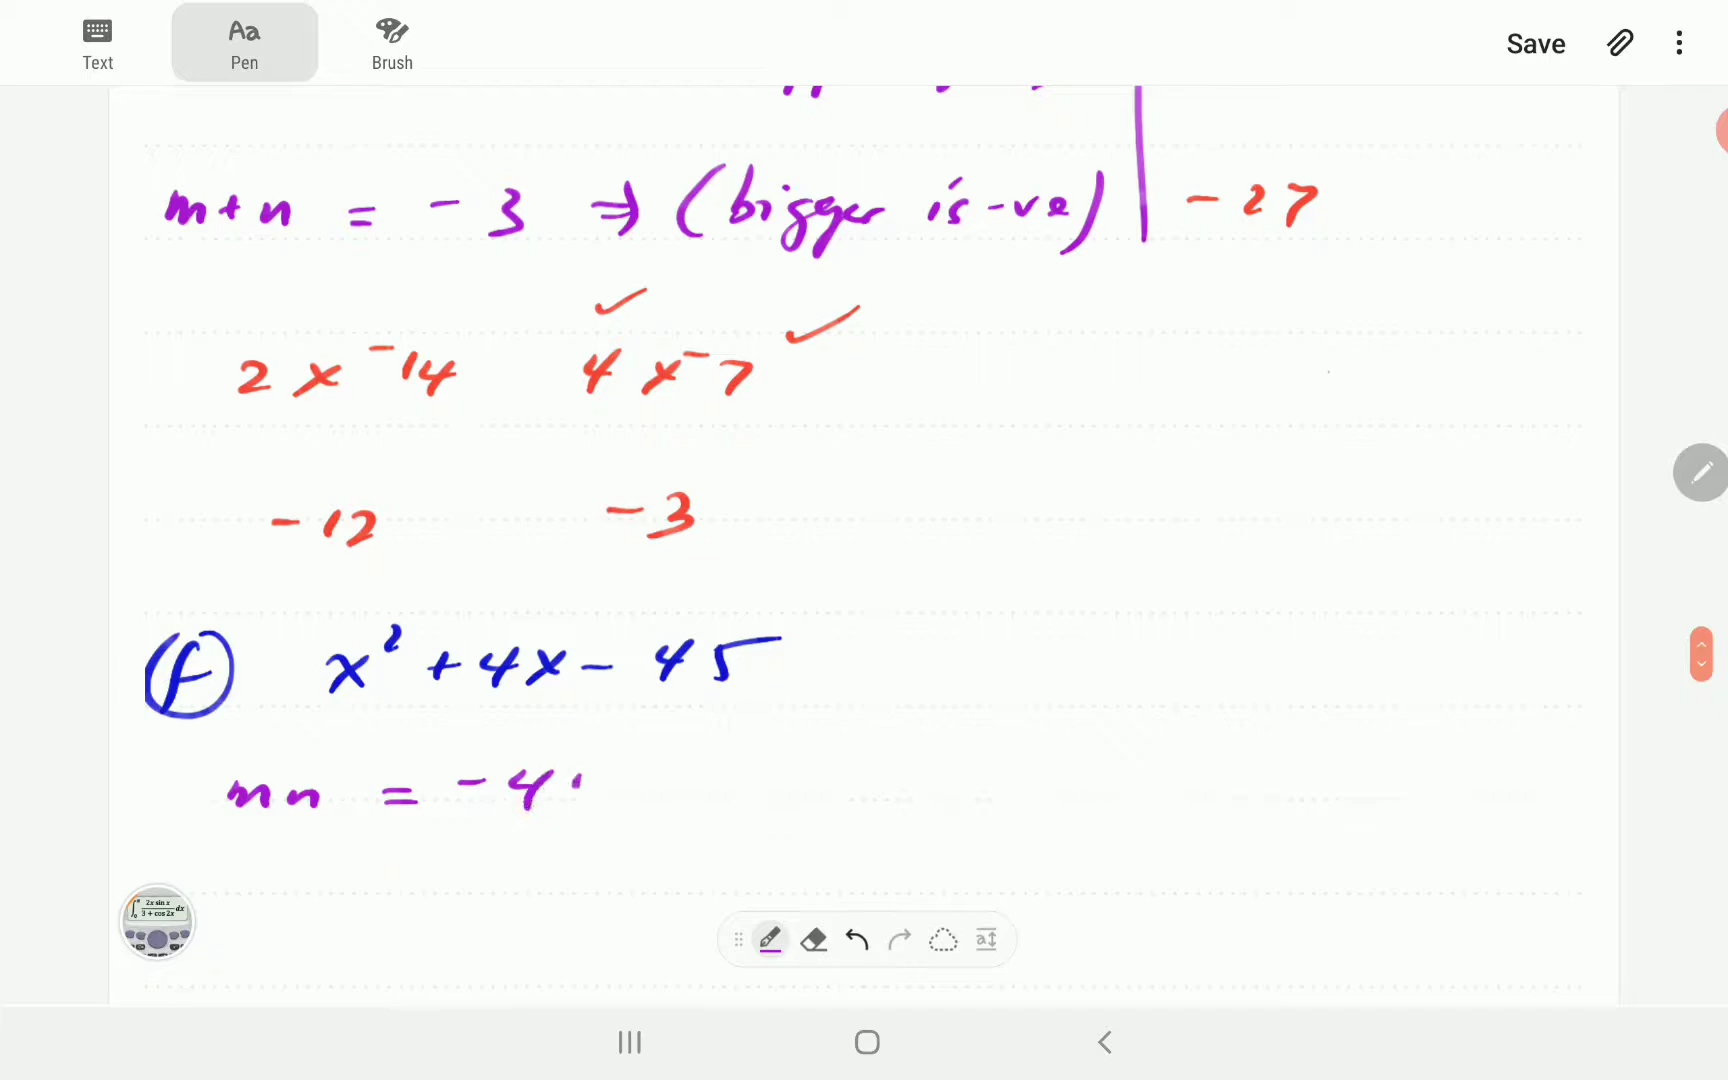 Text Pen Brush Save
m+n = -3 ⇒ (bigger is -ve) -27
2 x -14 4 x -7
-12 -3
f x² + 4x - 45
mn = -4